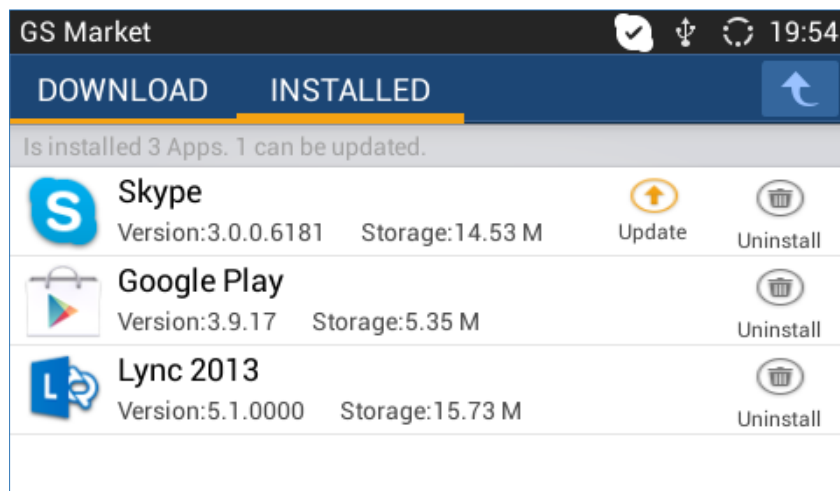 GS Market 19:54
DOWNLOAD INSTALLED
Is installed 3 Apps. 1 can be updated.
Skype
Version:3.0.0.6181 Storage:14.53 M Update Uninstall
Google Play
Version:3.9.17 Storage:5.35 M Uninstall
Lync 2013
Version:5.1.0000 Storage:15.73 M Uninstall